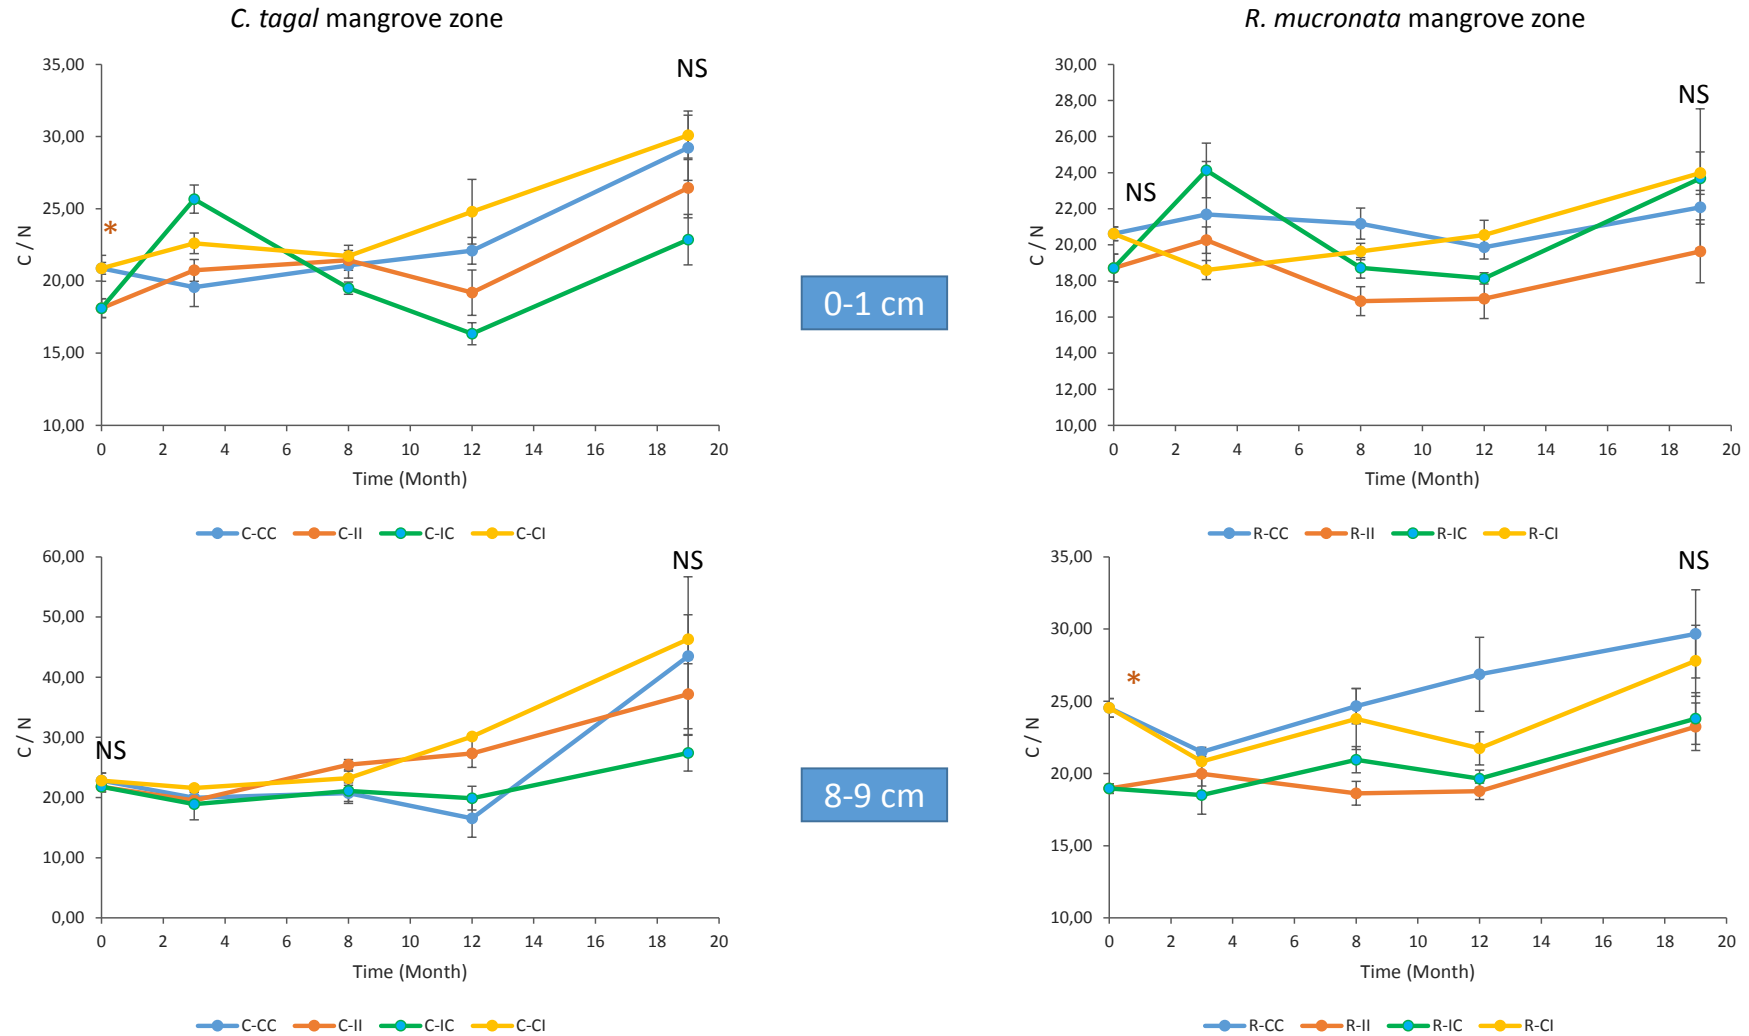 C. tagal mangrove zone
R. mucronata mangrove zone
35,00
30,00
25,00
20,00
15,00
10,00
C / N
NS
*
0 2 4 6 8 10 12 14 16 18 20
Time (Month)
C-CC C-II C-IC C-CI
0-1 cm
30,00
28,00
26,00
24,00
22,00
20,00
18,00
16,00
14,00
12,00
10,00
C / N
NS
NS
0 2 4 6 8 10 12 14 16 18 20
Time (Month)
R-CC R-II R-IC R-CI
60,00
50,00
40,00
30,00
20,00
10,00
0,00
C / N
NS
NS
0 2 4 6 8 10 12 14 16 18 20
Time (Month)
C-CC C-II C-IC C-CI
8-9 cm
35,00
30,00
25,00
20,00
15,00
10,00
C / N
NS
*
0 2 4 6 8 10 12 14 16 18 20
Time (Month)
R-CC R-II R-IC R-CI